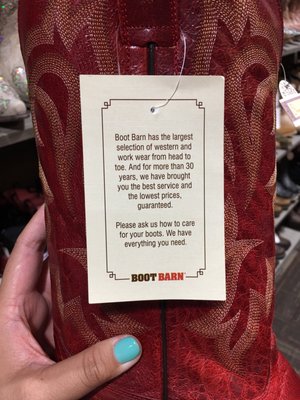 Boot Barn has the largest
selection of western and
work wear from head to
toe. And for more than 30
years, we have brought
you the best service and
the lowest prices,
guaranteed.
Please ask us how to care
for your boots. We have
everything you need.
BOOT BARN